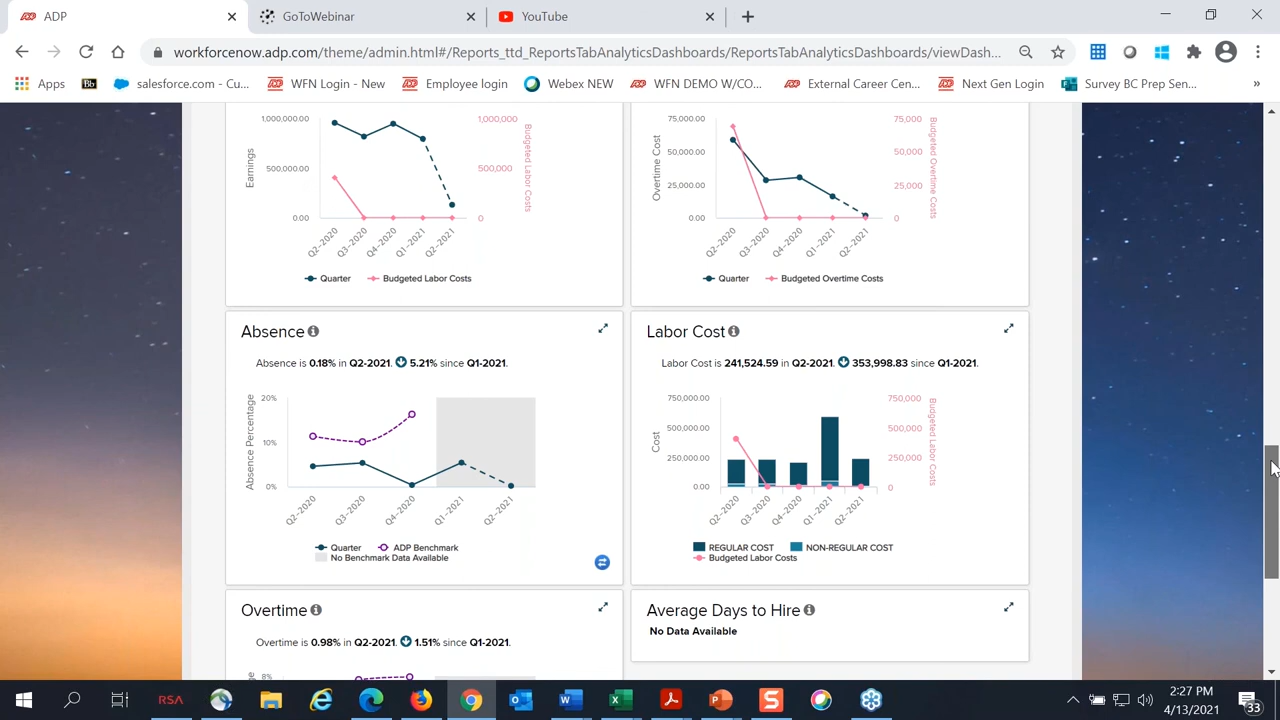 ADP
GoToWebinar
YouTube
workforcenow.adp.com/theme/admin.html#/Reports_ttd_ReportsTabAnalyticsDashboards/ReportsTabAnalyticsDashboards/viewDash...
Apps
Bb
salesforce.com - Cu...
WFN Login - New
Employee login
Webex NEW
WFN DEMO W/CO...
External Career Cen...
Next Gen Login
Survey BC Prep Sen...
»
1,000,000.00
500,000.00
0.00
Earnings
1,000,000
500,000
0
Budgeted Labor Costs
Q2-2020
Q3-2020
Q4-2020
Q1-2021
Q2-2021
Quarter
Budgeted Labor Costs
75,000.00
50,000.00
25,000.00
0.00
Overtime Cost
75,000
50,000
25,000
0
Budgeted Overtime Costs
Q2-2020
Q3-2020
Q4-2020
Q1-2021
Q2-2021
Quarter
Budgeted Overtime Costs
Absence
Absence is 0.18% in Q2-2021. 5.21% since Q1-2021.
20%
10%
0%
Absence Percentage
Q2-2020
Q3-2020
Q4-2020
Q1-2021
Q2-2021
Quarter
ADP Benchmark
No Benchmark Data Available
Labor Cost
Labor Cost is 241,524.59 in Q2-2021. 353,998.83 since Q1-2021.
750,000.00
500,000.00
250,000.00
0.00
Cost
750,000
500,000
250,000
0
Budgeted Labor Costs
Q2-2020
Q3-2020
Q4-2020
Q1-2021
Q2-2021
REGULAR COST
NON-REGULAR COST
Budgeted Labor Costs
Overtime
Overtime is 0.98% in Q2-2021. 1.51% since Q1-2021.
8%
Average Days to Hire
No Data Available
RSA
2:27 PM
4/13/2021
33